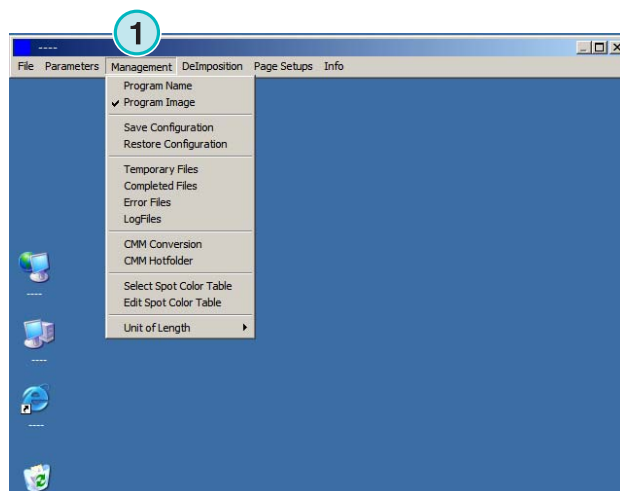 1
----
File Parameters Management DeImposition Page Setups Info
Program Name
✓ Program Image
Save Configuration
Restore Configuration
Temporary Files
Completed Files
Error Files
LogFiles
CMM Conversion
CMM Hotfolder
Select Spot Color Table
Edit Spot Color Table
Unit of Length
----
----
----